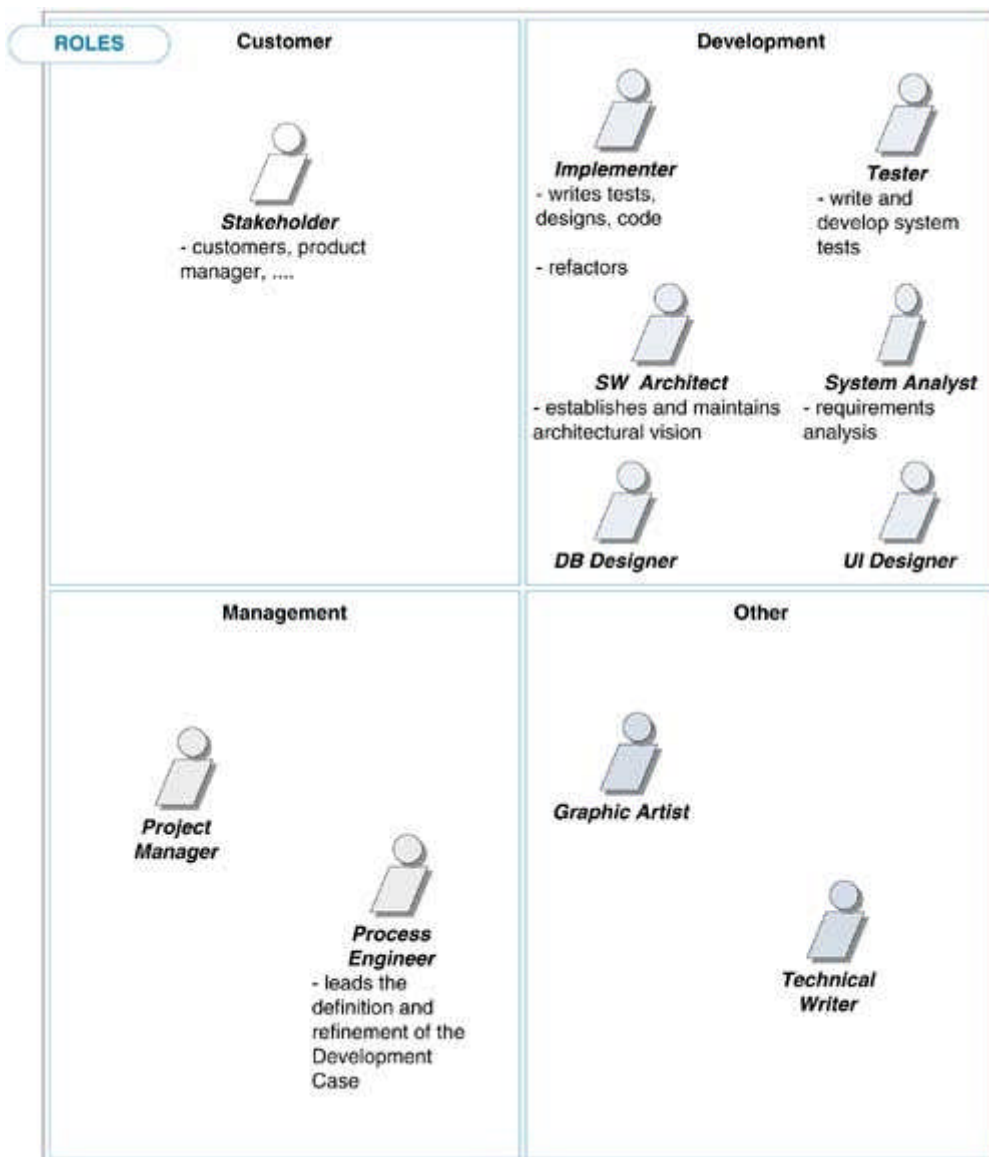 ROLES
Customer
Stakeholder
- customers, product
manager, ....
Development
Implementer
- writes tests,
designs, code
- refactors
Tester
- write and
develop system
tests
SW Architect
- establishes and maintains
architectural vision
System Analyst
- requirements
analysis
DB Designer
UI Designer
Management
Project
Manager
Process
Engineer
- leads the
definition and
refinement of the
Development
Case
Other
Graphic Artist
Technical
Writer